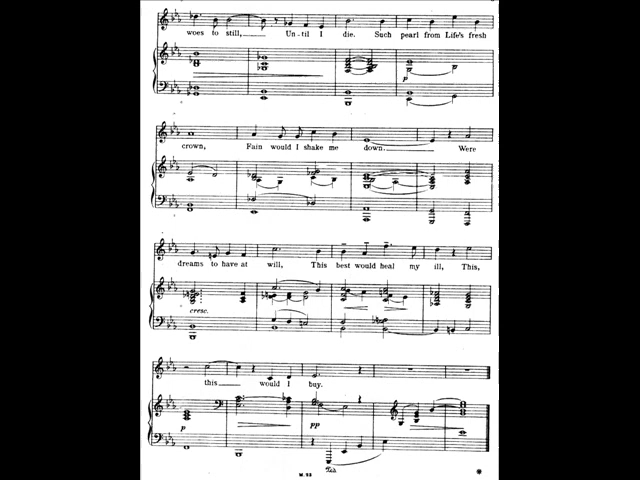 woes to still, Un-til I die. Such pearl from Life's fresh
p
crown, Fain would I shake me down. Were
dreams to have at will, This best would heal my ill, This,
cresc.
this would I buy.
p
pp
Ped.